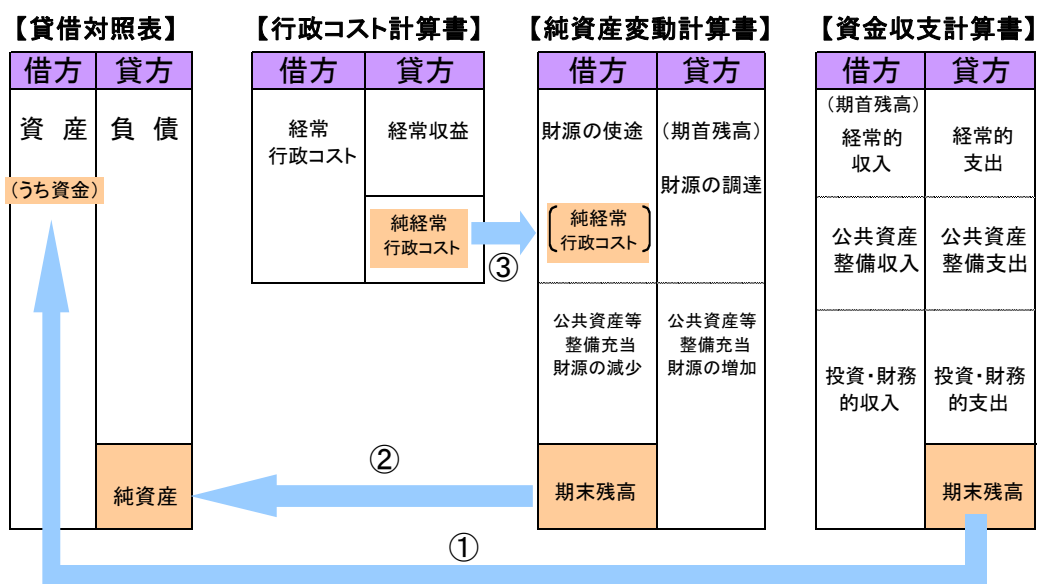 【貸借対照表】
借方 貸方
資 産 負 債
(うち資金)
純資産
【行政コスト計算書】
借方 貸方
経常
行政コスト
経常収益
純経常
行政コスト
③
【純資産変動計算書】
借方 貸方
財源の使途
(期首残高)
財源の調達
純経常
行政コスト
公共資産等
整備充当
財源の減少
公共資産等
整備充当
財源の増加
期末残高
②
【資金収支計算書】
借方 貸方
(期首残高)
経常的
収入
経常的
支出
公共資産
整備収入
公共資産
整備支出
投資・財務
的収入
投資・財務
的支出
期末残高
①